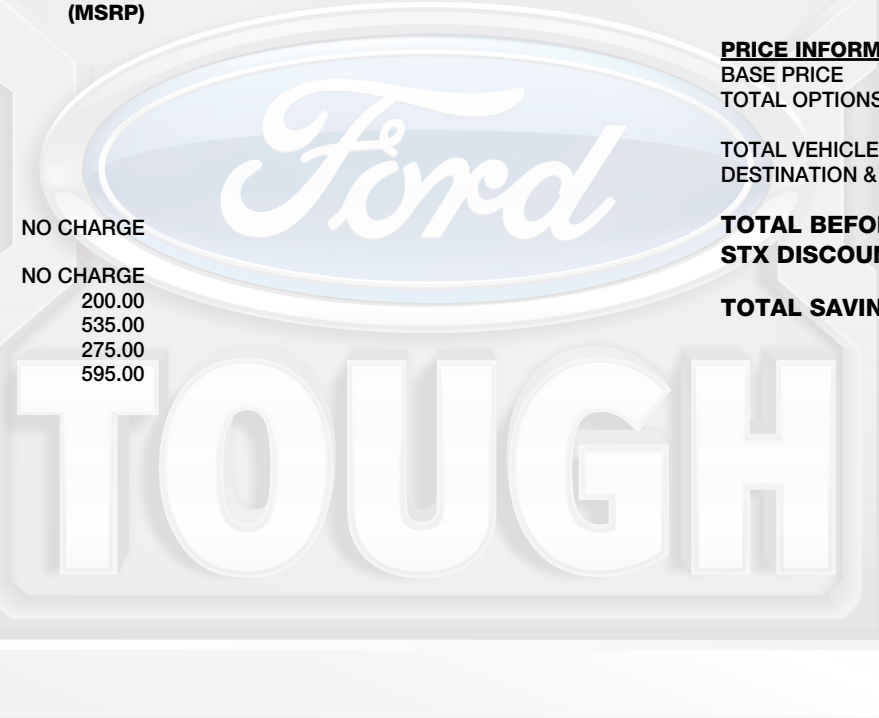 (MSRP)
NO CHARGE
NO CHARGE
200.00
535.00
275.00
595.00
PRICE INFORM
BASE PRICE
TOTAL OPTIONS
TOTAL VEHICLE
DESTINATION &
TOTAL BEFO
STX DISCOUN
TOTAL SAVIN
Ford
TOUGH